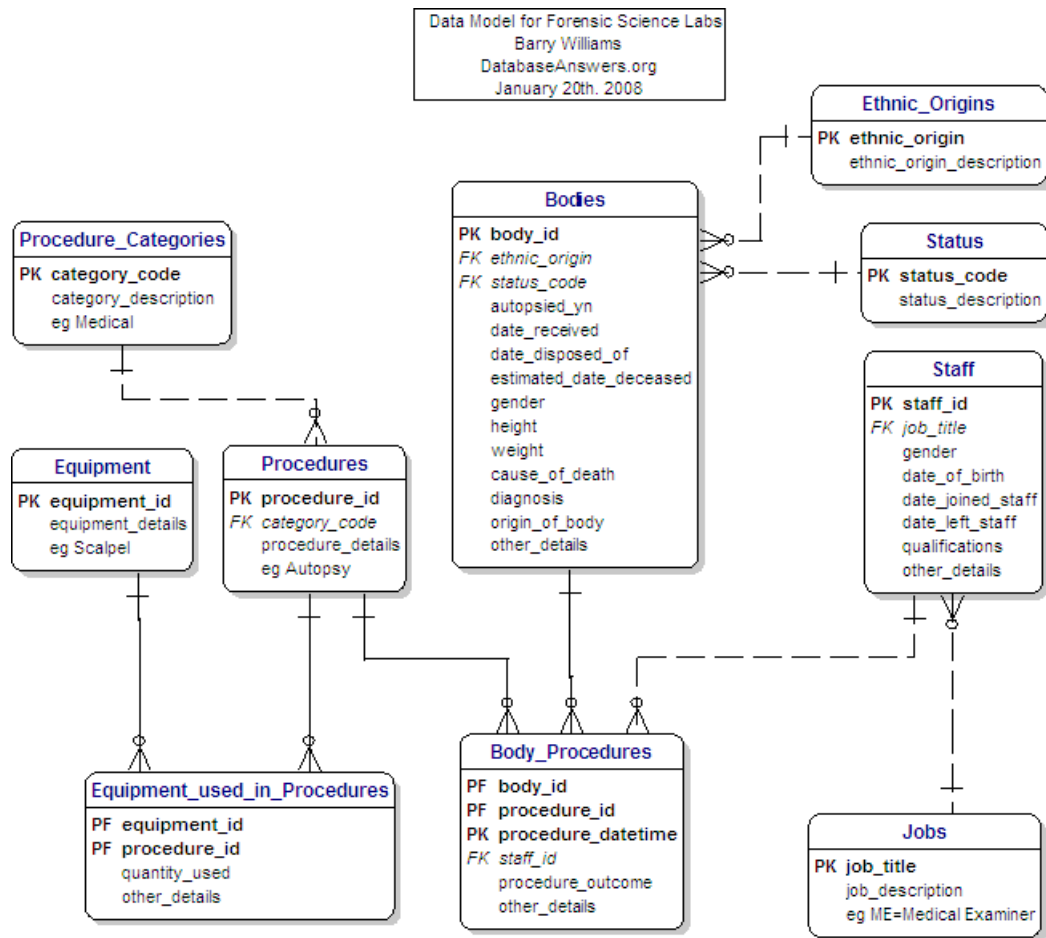 Data Model for Forensic Science Labs
Barry Williams
DatabaseAnswers.org
January 20th. 2008
Ethnic_Origins
PK ethnic_origin
ethnic_origin_description
Bodies
PK body_id
FK ethnic_origin
FK status_code
autopsied_yn
date_received
date_disposed_of
estimated_date_deceased
gender
height
weight
cause_of_death
diagnosis
origin_of_body
other_details
Procedure_Categories
PK category_code
category_description
eg Medical
Status
PK status_code
status_description
Staff
PK staff_id
FK job_title
gender
date_of_birth
date_joined_staff
date_left_staff
qualifications
other_details
Equipment
PK equipment_id
equipment_details
eg Scalpel
Procedures
PK procedure_id
FK category_code
procedure_details
eg Autopsy
Equipment_used_in_Procedures
PF equipment_id
PF procedure_id
quantity_used
other_details
Body_Procedures
PF body_id
PF procedure_id
PK procedure_datetime
FK staff_id
procedure_outcome
other_details
Jobs
PK job_title
job_description
eg ME=Medical Examiner